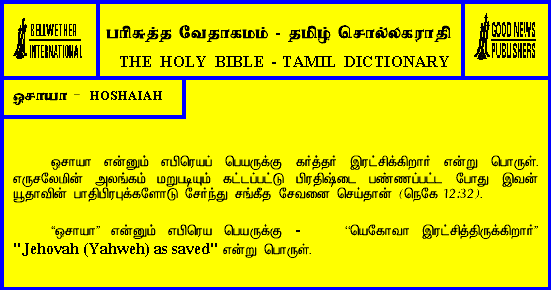 BELLWETHER
INTERNATIONAL
பரிசுத்த வேதாகமம் - தமிழ் சொல்லகராதி
THE HOLY BIBLE - TAMIL DICTIONARY
GOOD NEWS
PUBLISHERS
ஓசாயா - HOSHAIAH
ஒசாயா என்னும் எபிரெயப் பெயருக்கு கர்த்தர் இரட்சிக்கிறார் என்று பொருள்.
எருசலேமின் அலங்கம் மறுபடியும் கட்டப்பட்டு பிரதிஷ்டை பண்ணப்பட்ட போது இவன்
யூதாவின் பாதிபிரபுக்களோடு சேர்ந்து சங்கீத சேவனை செய்தான் (நெகே 12:32).
“ஒசாயா” என்னும் எபிரெய பெயருக்கு - “யெகோவா இரட்சித்திருக்கிறார்”
"Jehovah (Yahweh) as saved" என்று பொருள்.